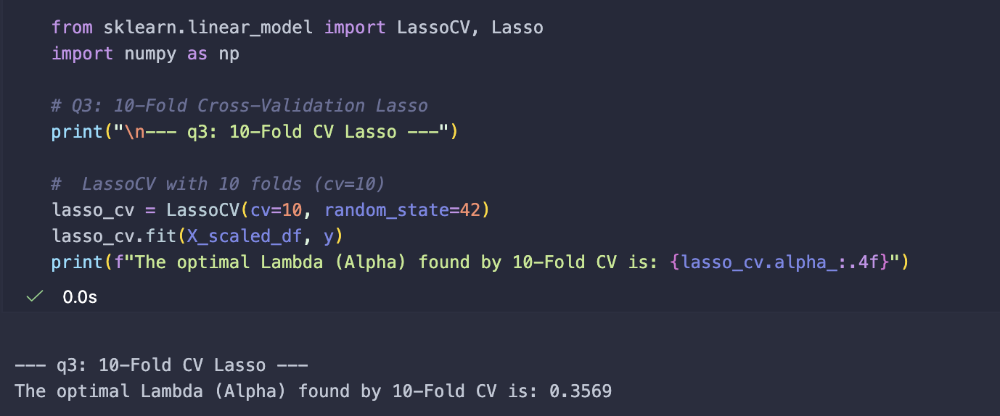 from sklearn.linear_model import LassoCV, Lasso
import numpy as np
# Q3: 10-Fold Cross-Validation Lasso
print("\n--- q3: 10-Fold CV Lasso ---")
#  LassoCV with 10 folds (cv=10)
lasso_cv = LassoCV(cv=10, random_state=42)
lasso_cv.fit(X_scaled_df, y)
print(f"The optimal Lambda (Alpha) found by 10-Fold CV is: {lasso_cv.alpha_:.4f}")
0.0s
--- q3: 10-Fold CV Lasso ---
The optimal Lambda (Alpha) found by 10-Fold CV is: 0.3569